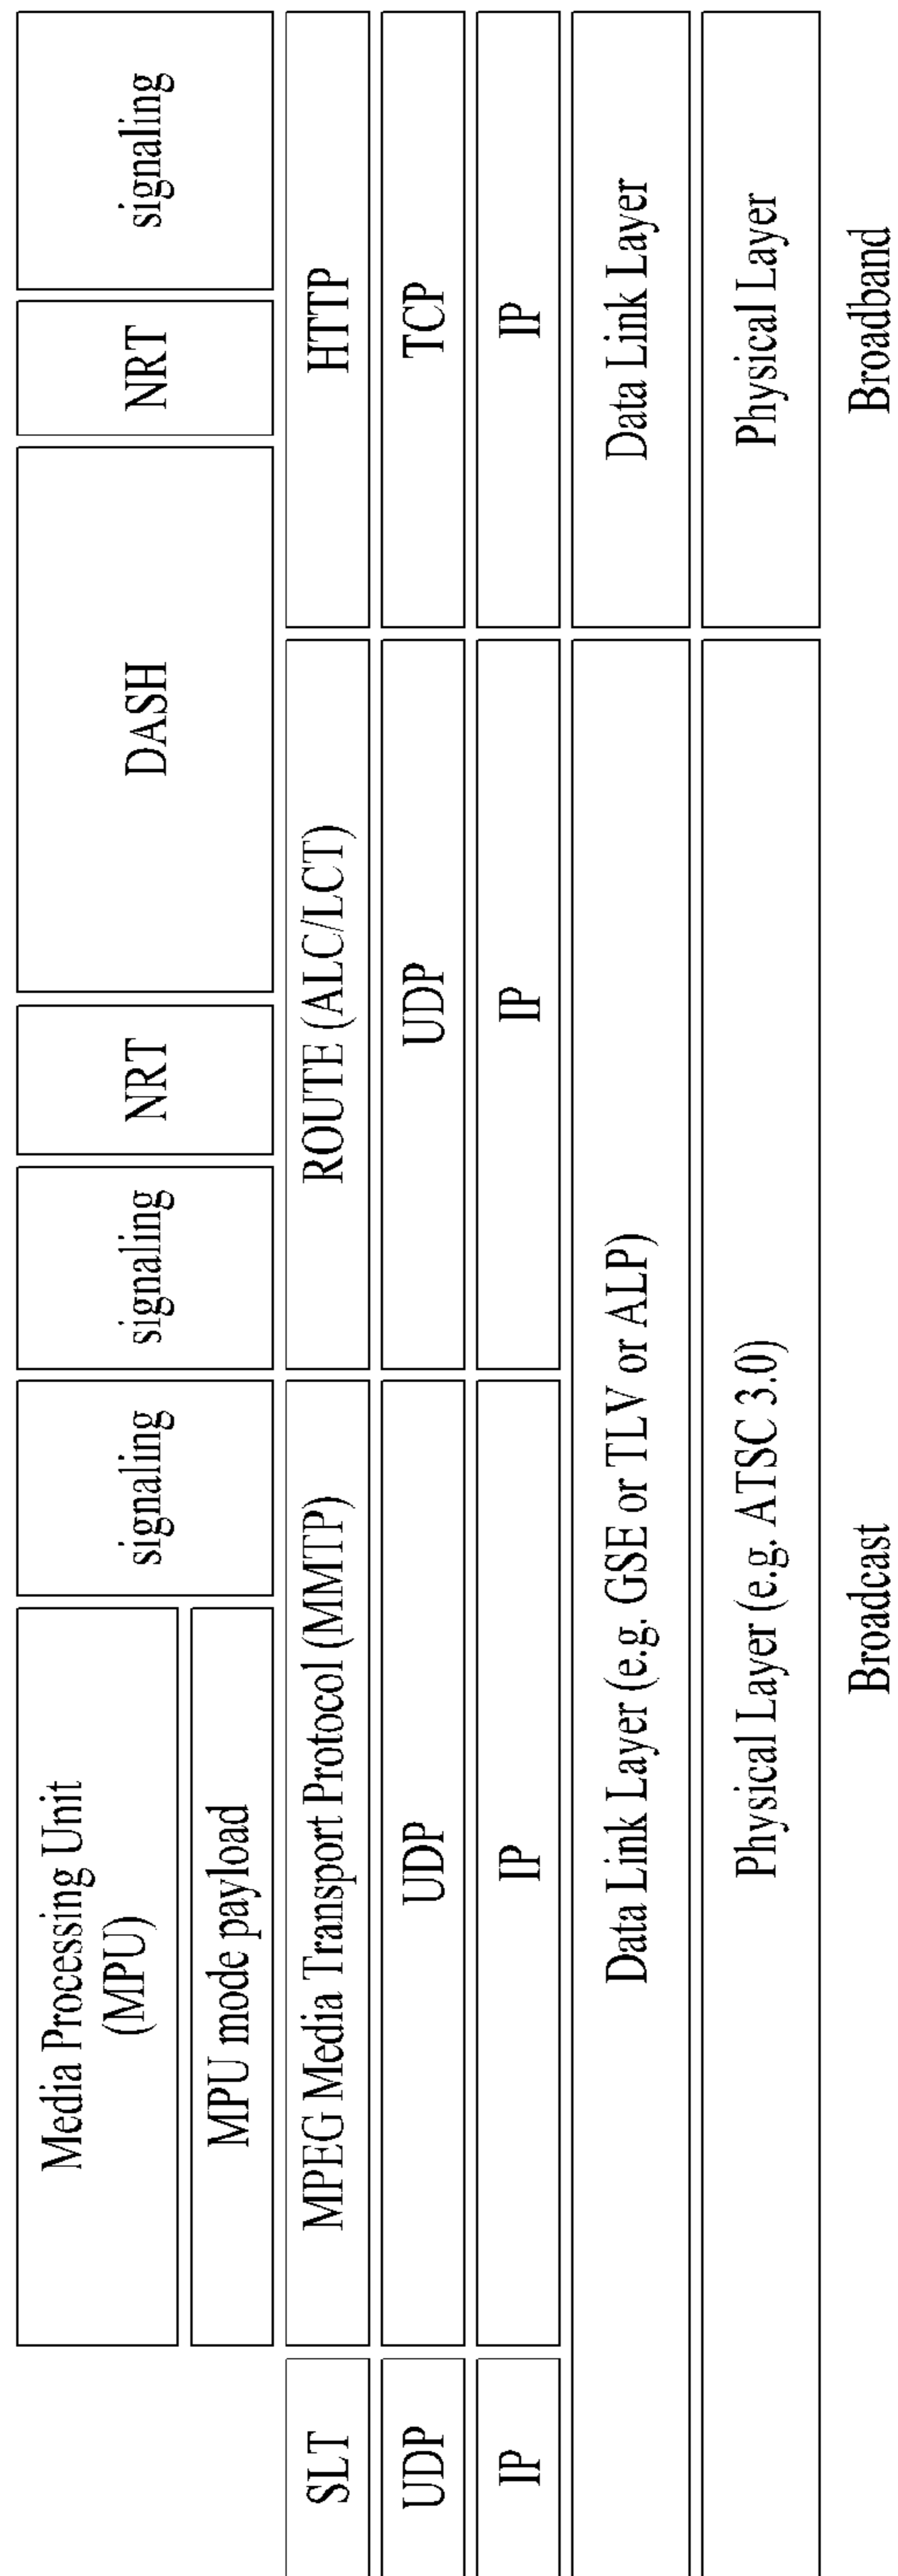 Media Processing Unit
(MPU)
signaling
signaling
NRT
DASH
NRT
signaling
MPU mode payload
SLT
MPEG Media Transport Protocol (MMTP)
ROUTE (ALC/LCT)
HTTP
UDP
UDP
UDP
TCP
IP
IP
IP
IP
Data Link Layer (e.g. GSE or TLV or ALP)
Data Link Layer
Physical Layer (e.g. ATSC 3.0)
Physical Layer
Broadcast
Broadband